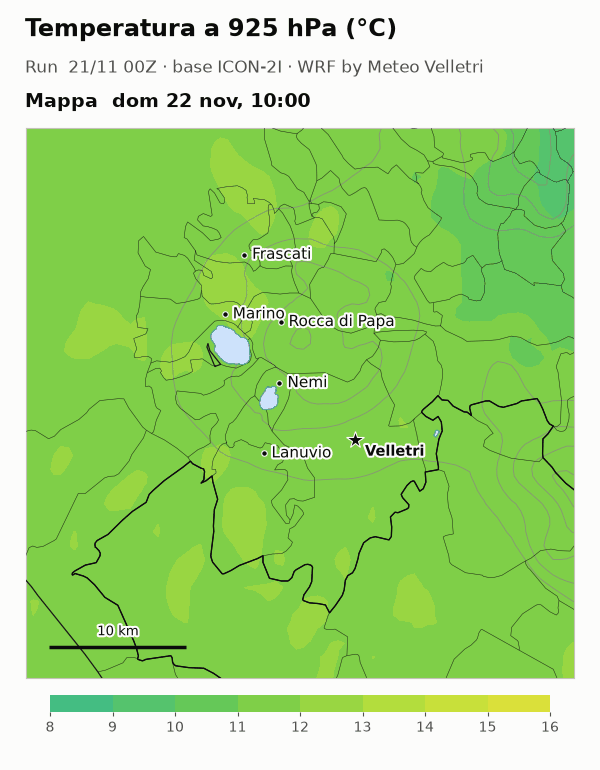 Temperatura a 925 hPa (°C)
Run  21/11 00Z · base ICON-2I · WRF by Meteo Velletri
Mappa  dom 22 nov, 10:00
Frascati
Marino
Rocca di Papa
Nemi
Velletri
Lanuvio
10 km
8 9 10 11 12 13 14 15 16